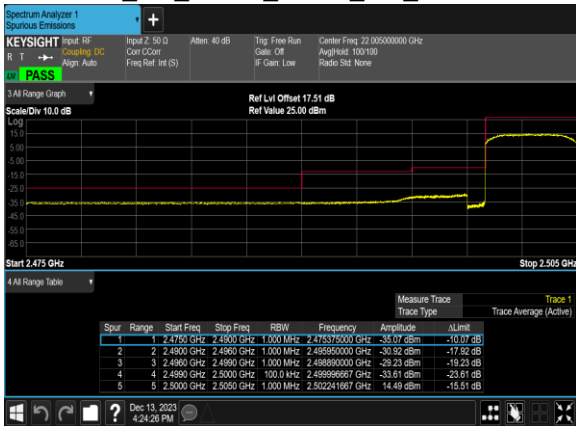 Spectrum Analyzer 1
Spurious Emissions
+
KEYSIGHT Input: RF Input Z: 50 Ω Atten: 40 dB Trig: Free Run Center Freq: 22.005000000 GHz
R T Coupling: DC Corr CCorr Gate: Off Avg|Hold: 100/100
Align: Auto Freq Ref: Int (S) IF Gain: Low Radio Std: None
PASS
3 All Range Graph
Ref Lvl Offset 17.51 dB
Scale/Div 10.0 dB Ref Value 25.00 dBm
Log
15.0
5.00
-5.00
-15.0
-25.0
-35.0
-45.0
-55.0
-65.0
Start 2.475 GHz Stop 2.505 GHz
4 All Range Table
Measure Trace Trace 1
Trace Type Trace Average (Active)
Spur Range Start Freq Stop Freq RBW Frequency Amplitude ΔLimit
1 1 2.4750 GHz 2.4900 GHz 1.000 MHz 2.475375000 GHz -35.07 dBm -10.07 dB
2 2 2.4900 GHz 2.4960 GHz 1.000 MHz 2.495950000 GHz -30.92 dBm -17.92 dB
3 3 2.4960 GHz 2.4990 GHz 1.000 MHz 2.498890000 GHz -29.23 dBm -19.23 dB
4 4 2.4990 GHz 2.5000 GHz 100.0 kHz 2.499996667 GHz -33.61 dBm -23.61 dB
5 5 2.5000 GHz 2.5050 GHz 1.000 MHz 2.502241667 GHz 14.49 dBm -15.51 dB
? Dec 13, 2023
4:24:26 PM